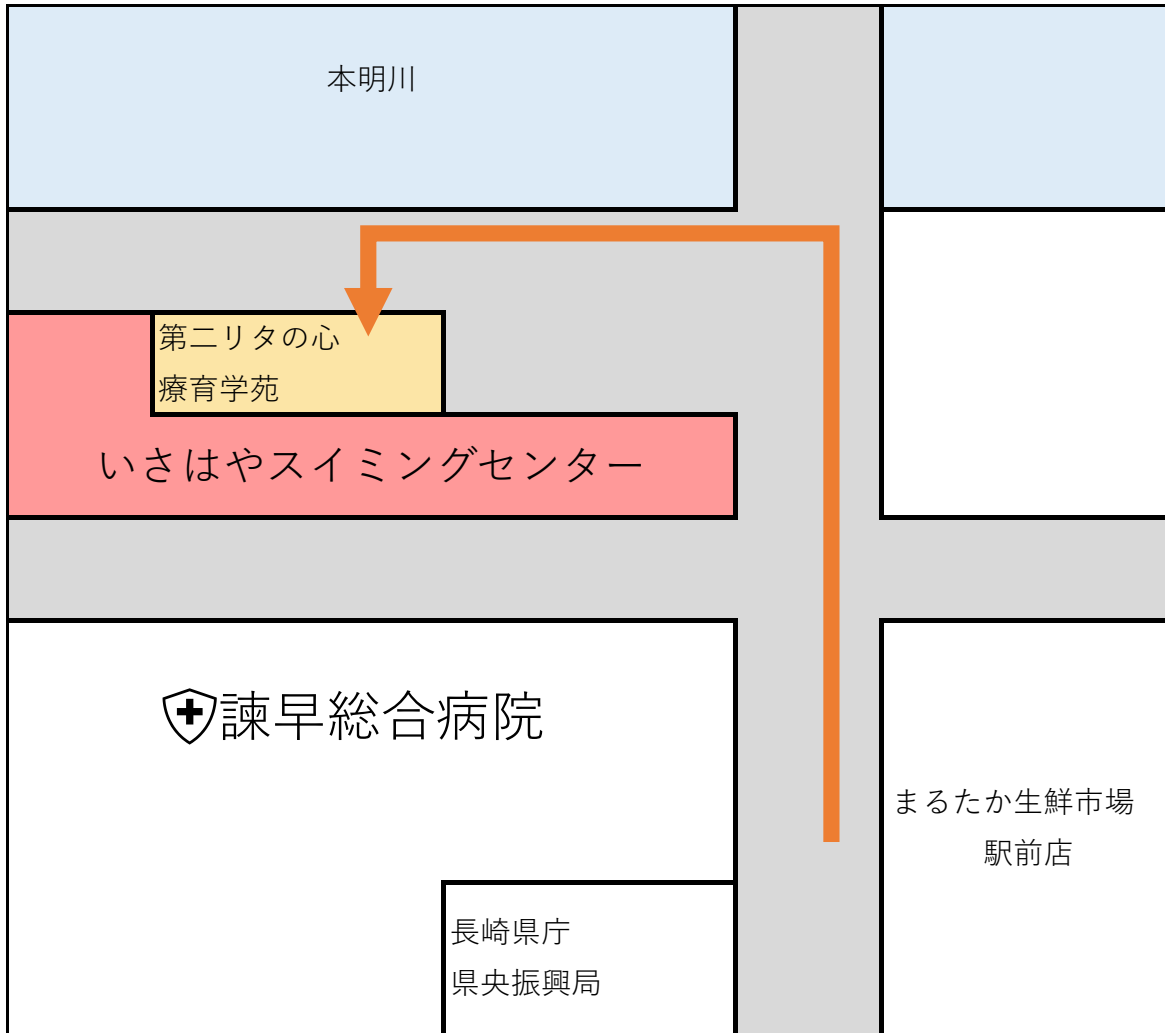 本明川
第二リタの心
療育学苑
いさはやスイミングセンター
諫早総合病院
まるたか生鮮市場
駅前店
長崎県庁
県央振興局